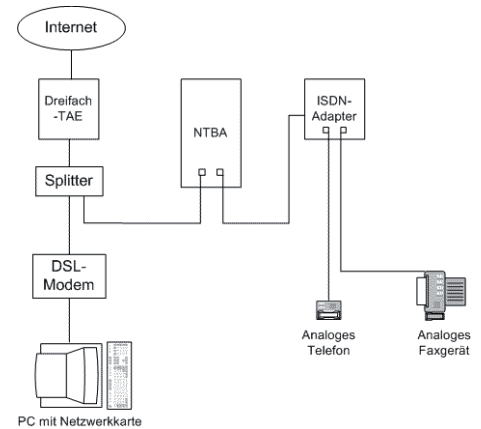 Internet
Dreifach
-TAE
Splitter
DSL-
Modem
PC mit Netzwerkkarte
NTBA
ISDN-
Adapter
Analoges
Telefon
Analoges
Faxgerät